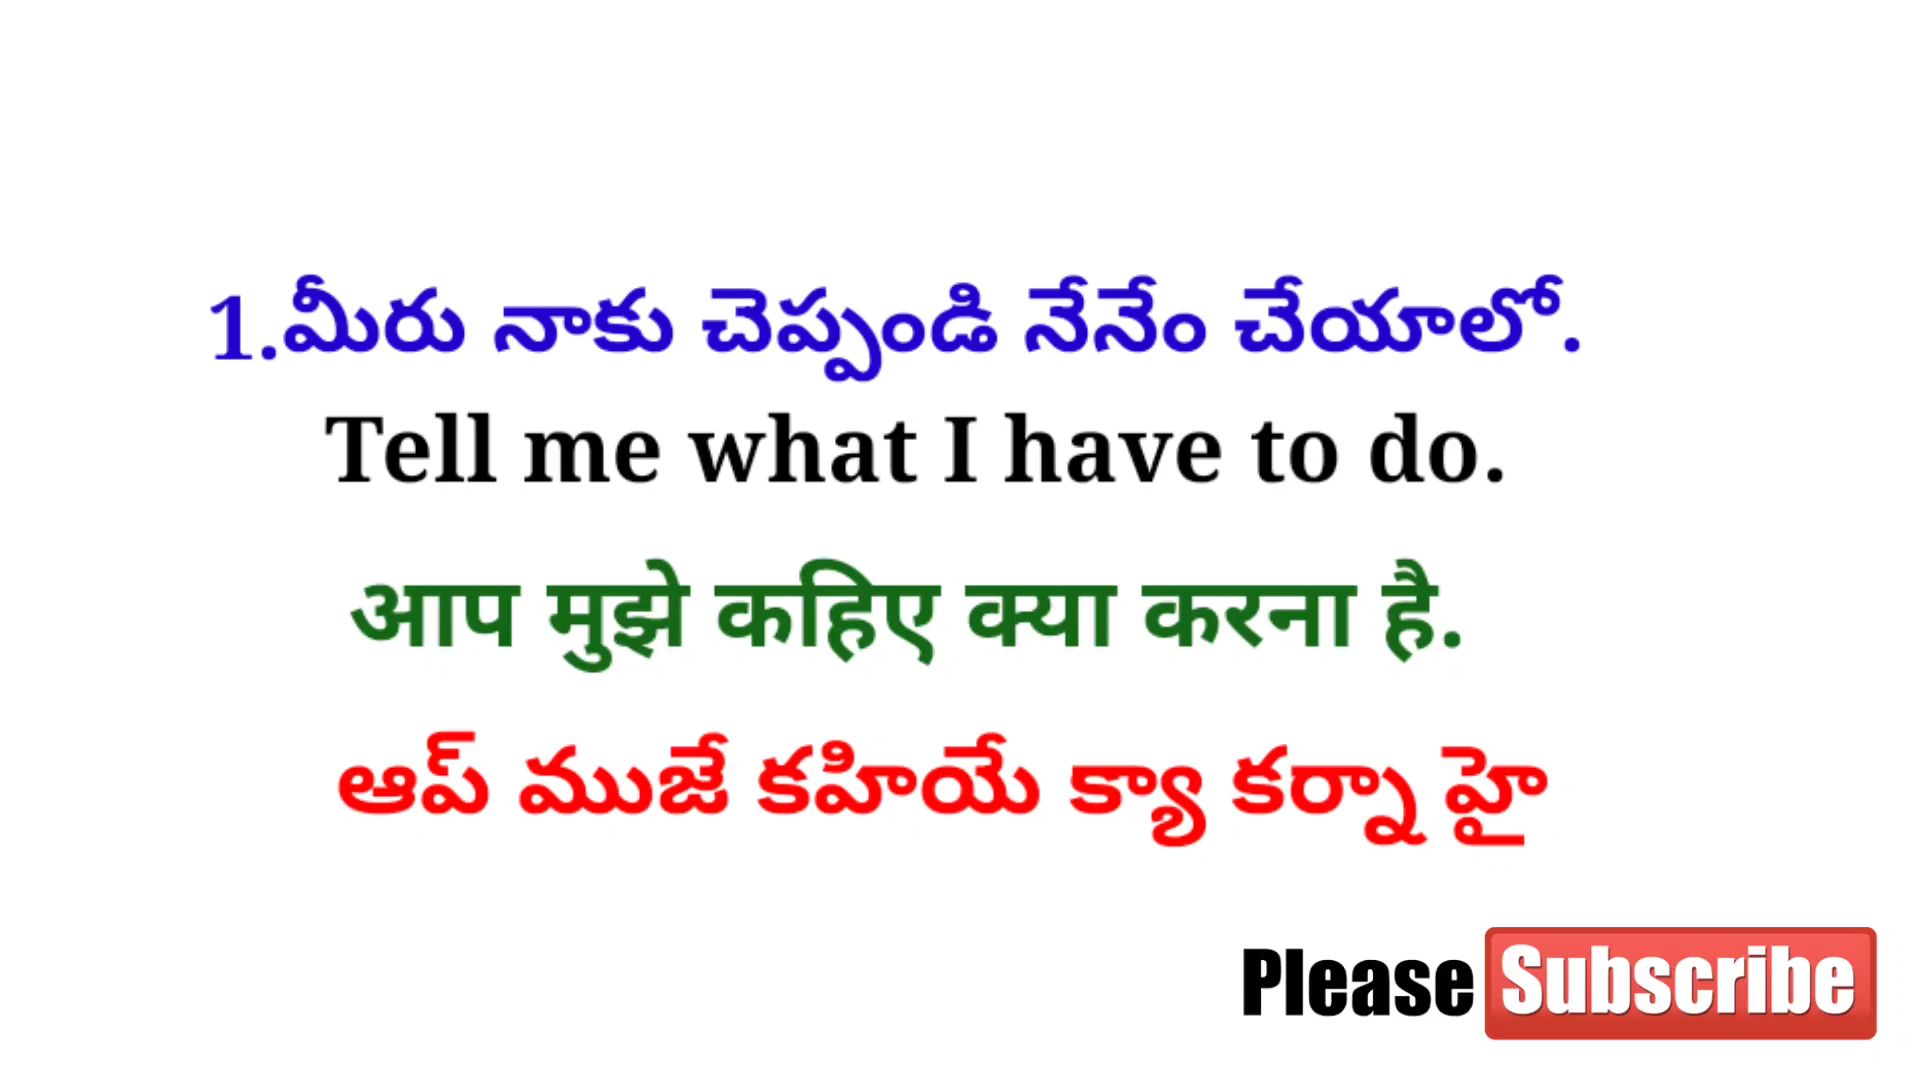 1.మీరు నాకు చెప్పండి నేనేం చేయాలో.
Tell me what I have to do.
आप मुझे कहिए क्या करना है.
ఆప్ ముజే కహియే క్యా కర్నా హై
Please Subscribe